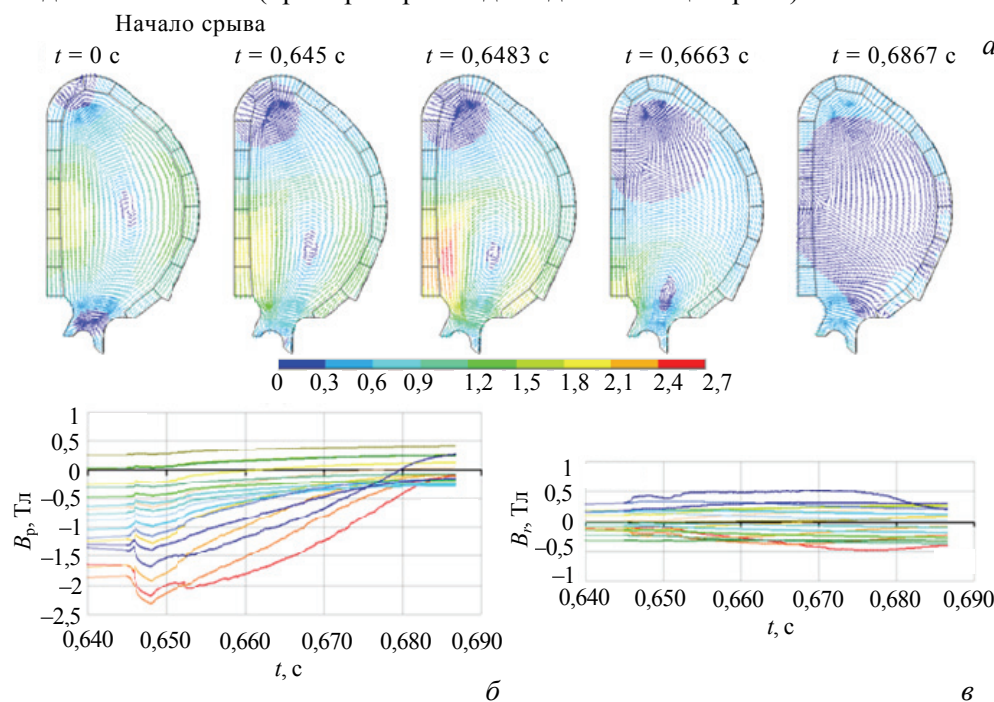 Начало срыва
а
t = 0 с t = 0,645 с t = 0,6483 с t = 0,6663 с t = 0,6867 с
0 0,3 0,6 0,9 1,2 1,5 1,8 2,1 2,4 2,7
1
0,5
0
–0,5
–1
–1,5
–2
–2,5
Bр, Тл
0,640 0,650 0,660 0,670 0,680 0,690
t, с
б
1
0,5
0
–0,5
–1
Br, Тл
0,640 0,650 0,660 0,670 0,680 0,690
t, с
в